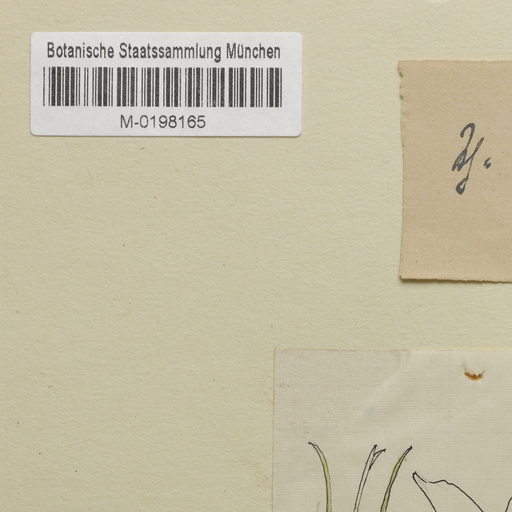 Botanische Staatssammlung München
M-0198165